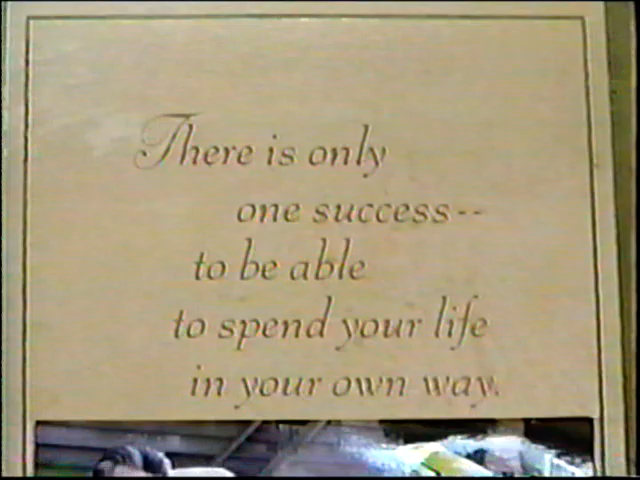 There is only
one success--
to be able
to spend your life
in your own way.